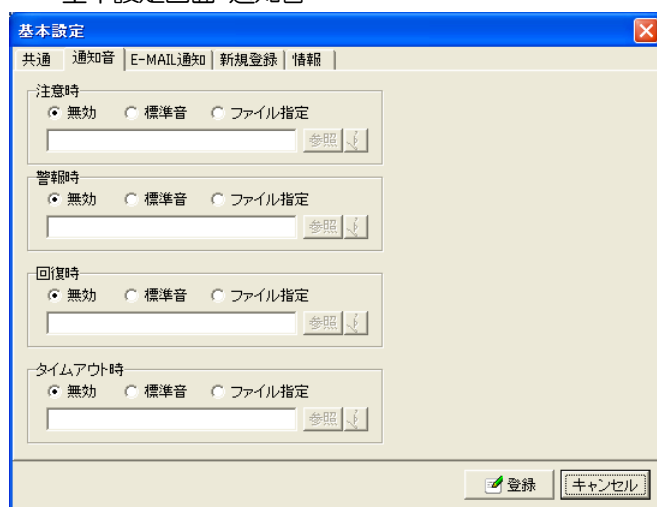 基本設定
共通 通知音 E-MAIL通知 新規登録 情報
注意時
無効 標準音 ファイル指定
参照
警報時
無効 標準音 ファイル指定
参照
回復時
無効 標準音 ファイル指定
参照
タイムアウト時
無効 標準音 ファイル指定
参照
登録 キャンセル